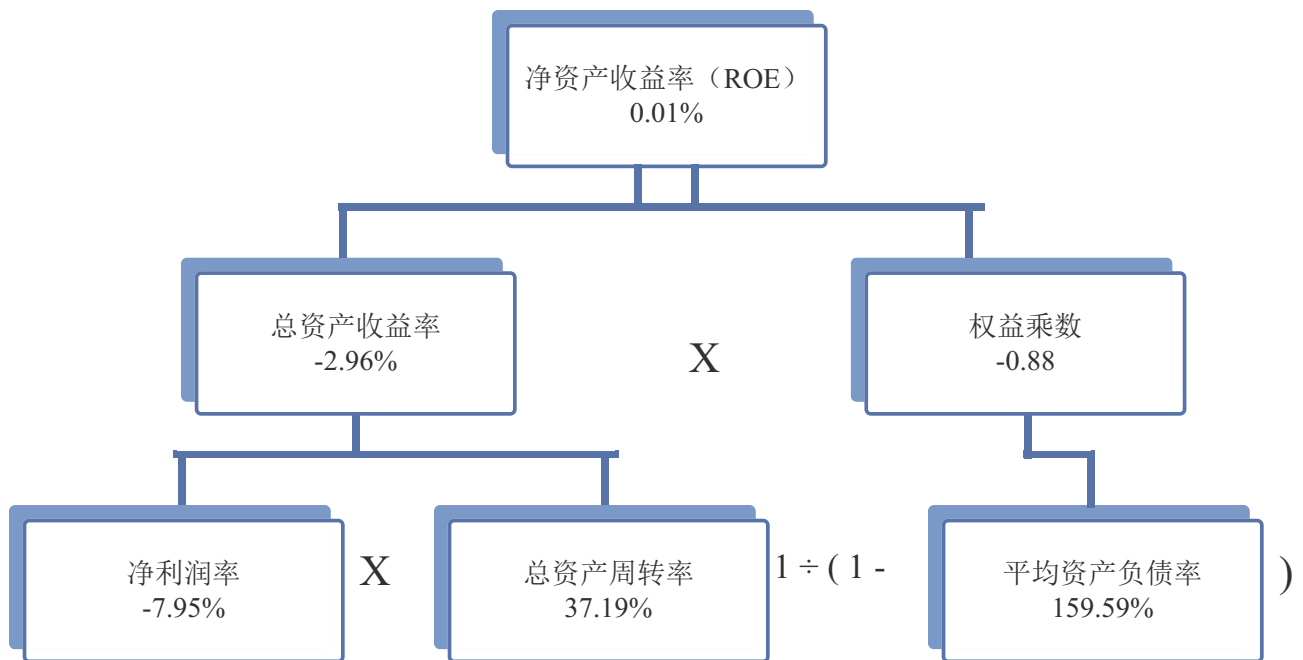 净资产收益率（ROE）
0.01%
总资产收益率
-2.96%
X
权益乘数
-0.88
净利润率
-7.95%
X
总资产周转率
37.19%
1 ÷ ( 1 -
平均资产负债率
159.59%
)